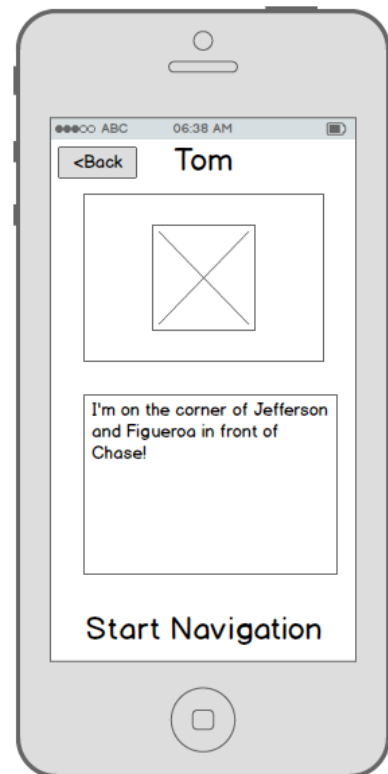 ABC 06:38 AM
<Back Tom
I'm on the corner of Jefferson
and Figueroa in front of
Chase!
Start Navigation